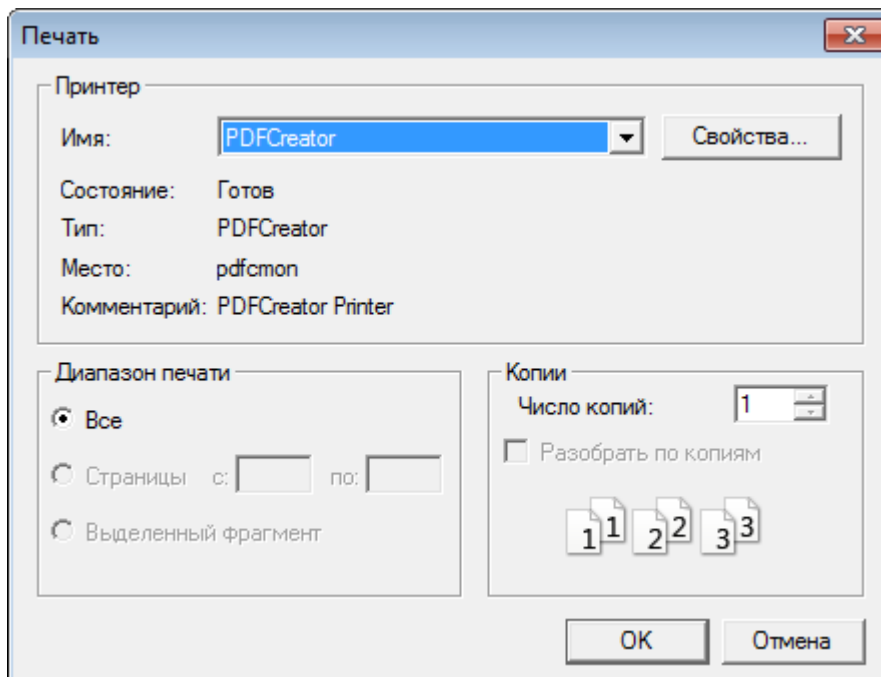 Печать
Принтер
Имя: PDFCreator Свойства...
Состояние: Готов
Тип: PDFCreator
Место: pdfcmon
Комментарий: PDFCreator Printer
Диапазон печати
Все
Страницы с: по:
Выделенный фрагмент
Копии
Число копий: 1
Разобрать по копиям
1 1 2 2 3 3
OK Отмена